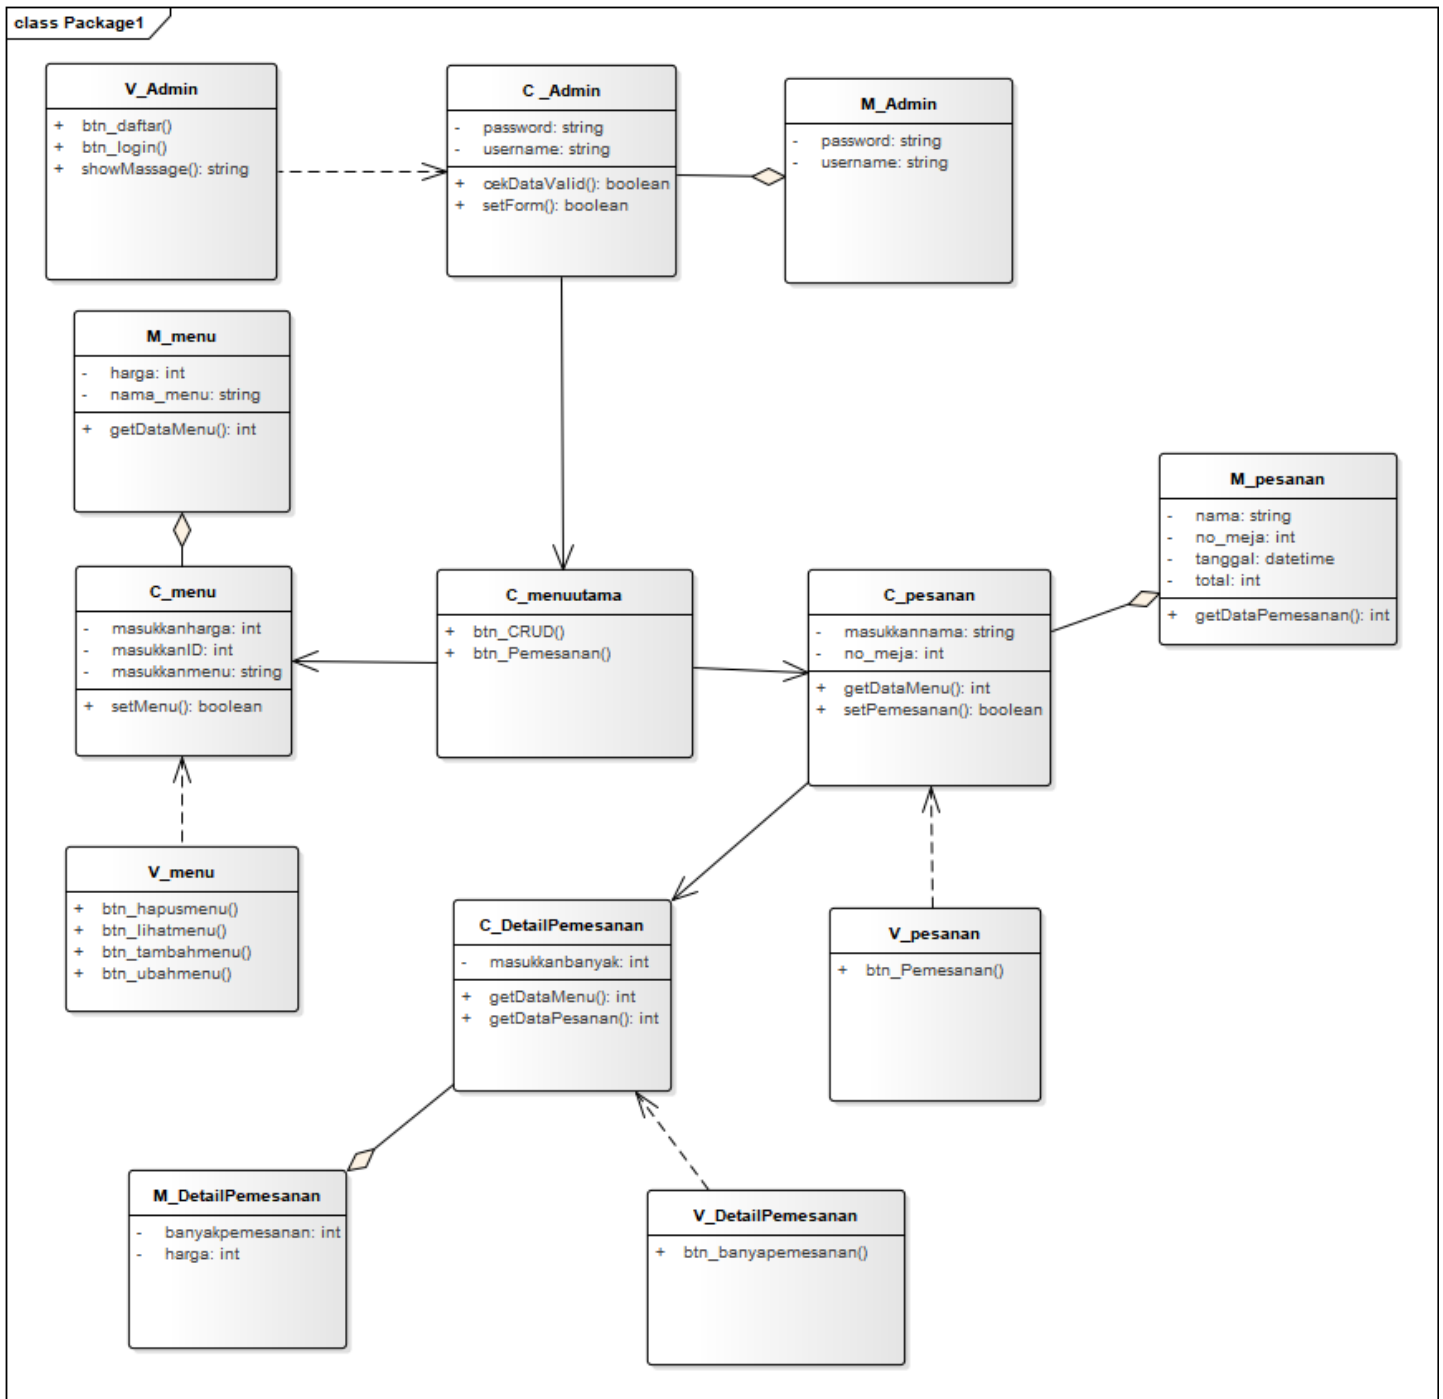 class Package1
V_Admin
+ btn_daftar()
+ btn_login()
+ showMassage(): string
C _Admin
- password: string
- username: string
+ cekDataValid(): boolean
+ setForm(): boolean
M_Admin
- password: string
- username: string
M_menu
- harga: int
- nama_menu: string
+ getDataMenu(): int
M_pesanan
- nama: string
- no_meja: int
- tanggal: datetime
- total: int
+ getDataPemesanan(): int
C_menu
- masukkanharga: int
- masukkanID: int
- masukkanmenu: string
+ setMenu(): boolean
C_menuutama
+ btn_CRUD()
+ btn_Pemesanan()
C_pesanan
- masukkannama: string
- no_meja: int
+ getDataMenu(): int
+ setPemesanan(): boolean
V_menu
+ btn_hapusmenu()
+ btn_lihatmenu()
+ btn_tambahmenu()
+ btn_ubahmenu()
C_DetailPemesanan
- masukkanbanyak: int
+ getDataMenu(): int
+ getDataPesanan(): int
V_pesanan
+ btn_Pemesanan()
M_DetailPemesanan
- banyakpemesanan: int
- harga: int
V_DetailPemesanan
+ btn_banyapemesanan()